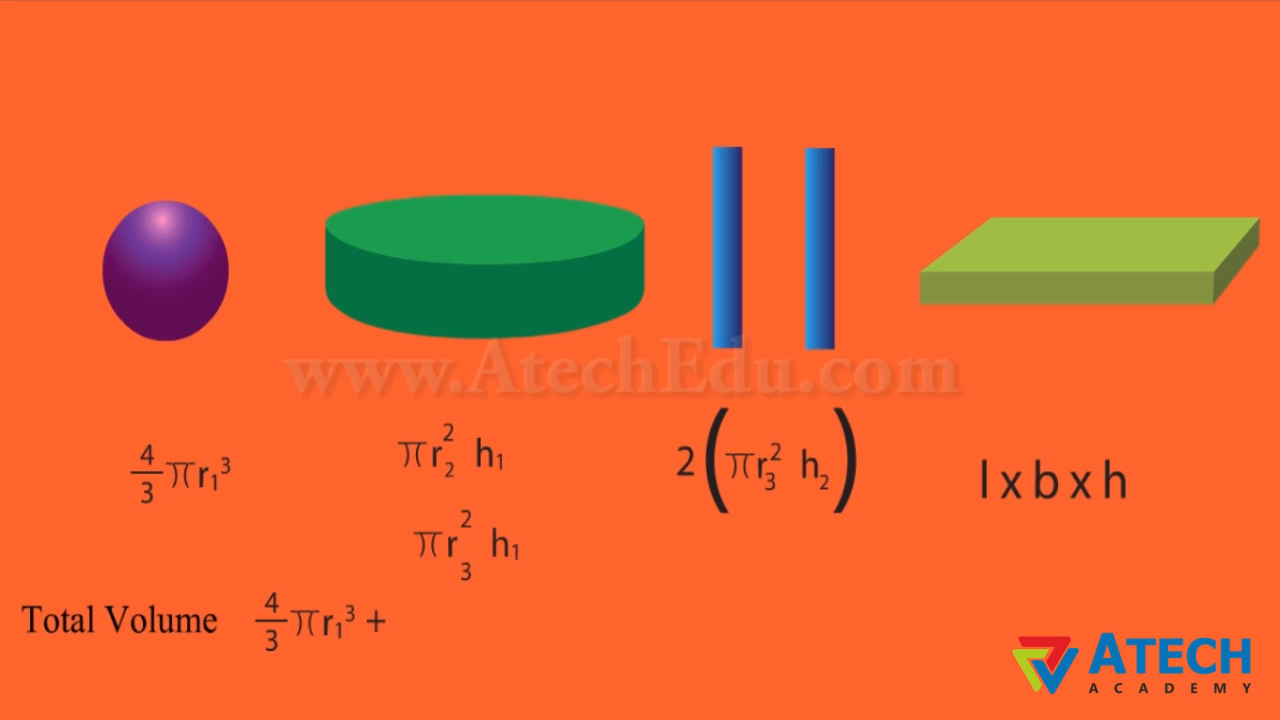 www.AtechEdu.com
4/3 πr₁³
πr₂² h₁
2(πr₃² h₂)
l x b x h
πr₃² h₁
Total Volume 4/3 πr₁³ +
ATECH
ACADEMY